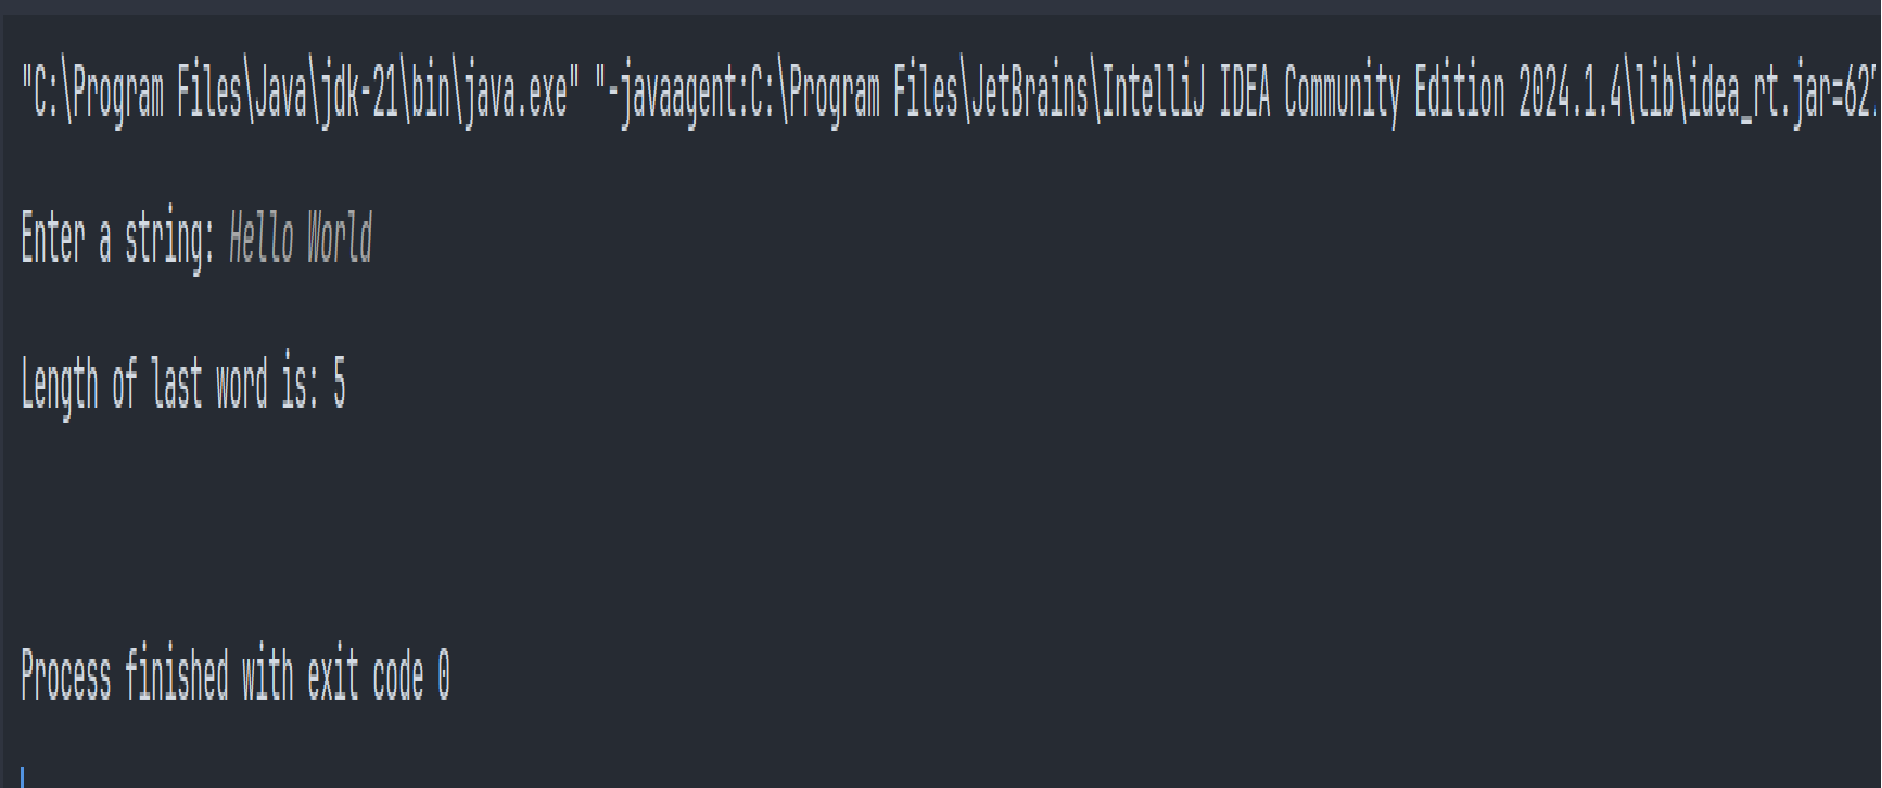 "C:\Program Files\Java\jdk-21\bin\java.exe" "-javaagent:C:\Program Files\JetBrains\IntelliJ IDEA Community Edition 2024.1.4\lib\idea_rt.jar=627
Enter a string: Hello World
Length of last word is: 5
Process finished with exit code 0